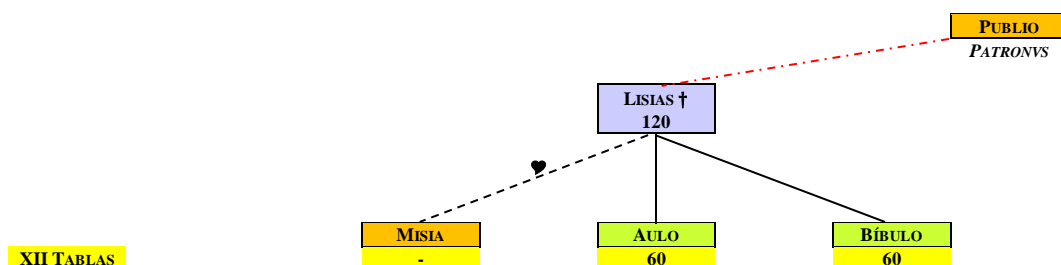 PUBLIO
PATRONVS
LISIAS †
120
MISIA AULO BÍBULO
XII TABLAS - 60 60